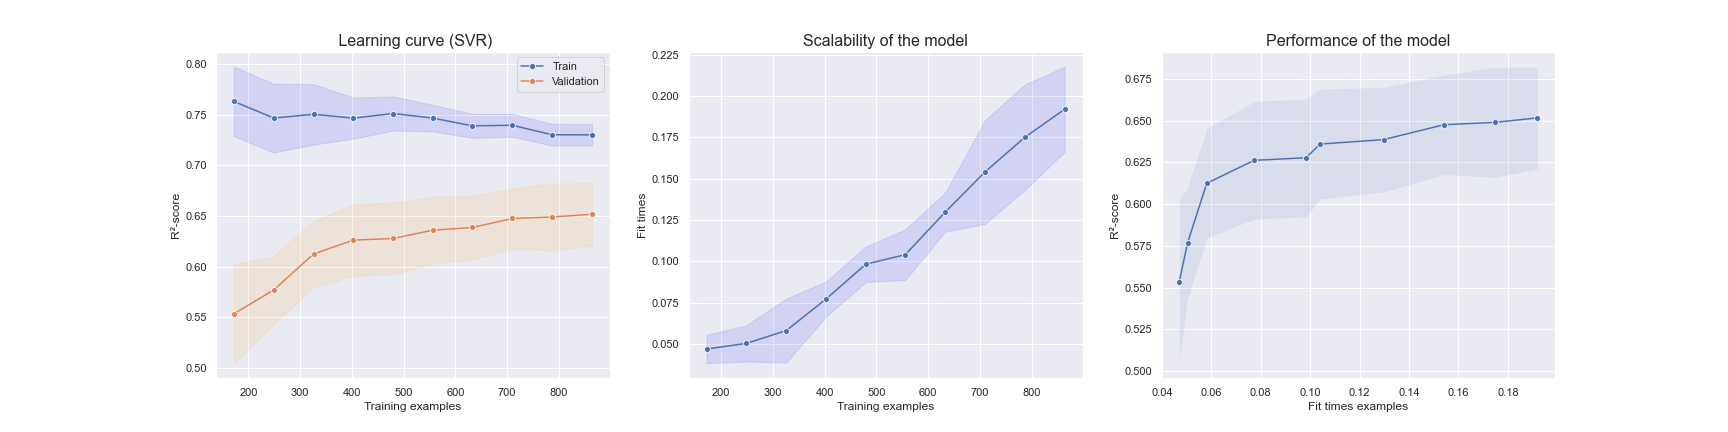 Learning curve (SVR)
Train
Validation
R²-score
0.80
0.75
0.70
0.65
0.60
0.55
0.50
200 300 400 500 600 700 800
Training examples
Scalability of the model
Fit times
0.225
0.200
0.175
0.150
0.125
0.100
0.075
0.050
200 300 400 500 600 700 800
Training examples
Performance of the model
R²-score
0.675
0.650
0.625
0.600
0.575
0.550
0.525
0.500
0.04 0.06 0.08 0.10 0.12 0.14 0.16 0.18
Fit times examples